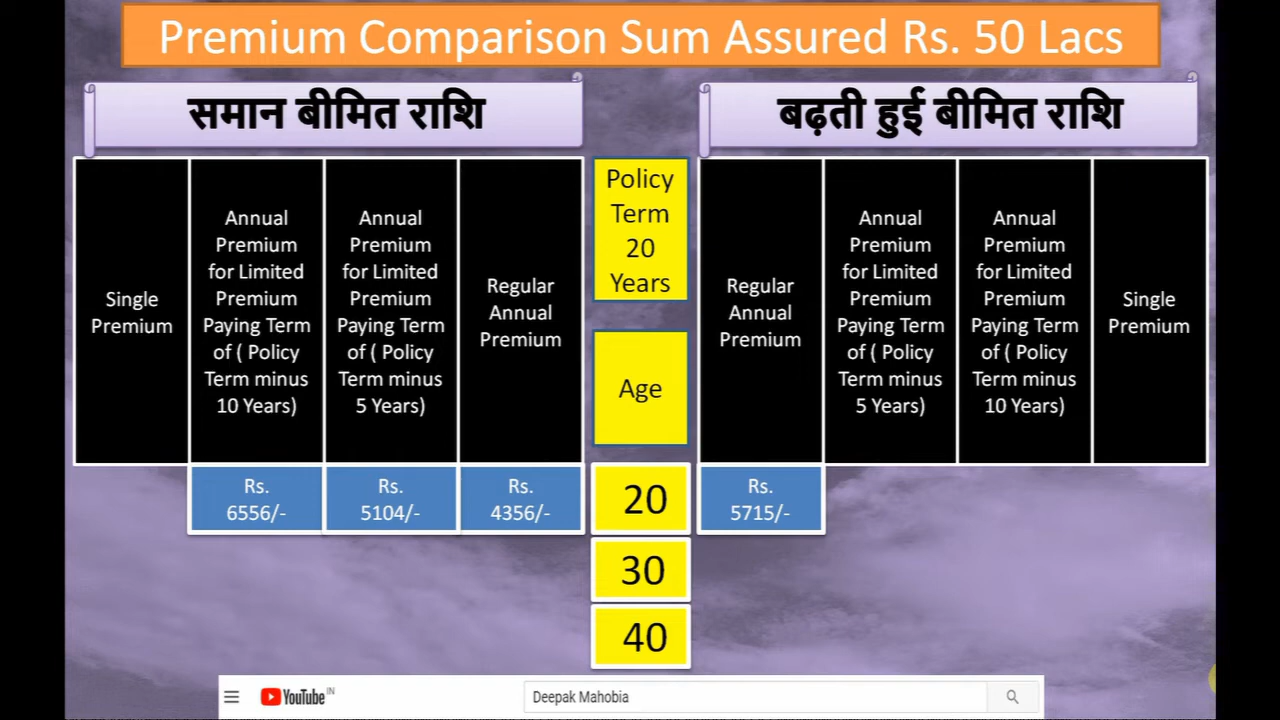 Premium Comparison Sum Assured Rs. 50 Lacs
समान बीमित राशि
बढ़ती हुई बीमित राशि
Single
Premium
Annual
Premium
for Limited
Premium
Paying Term
of ( Policy
Term minus
10 Years)
Annual
Premium
for Limited
Premium
Paying Term
of ( Policy
Term minus
5 Years)
Regular
Annual
Premium
Policy
Term
20
Years
Age
Regular
Annual
Premium
Annual
Premium
for Limited
Premium
Paying Term
of ( Policy
Term minus
5 Years)
Annual
Premium
for Limited
Premium
Paying Term
of ( Policy
Term minus
10 Years)
Single
Premium
Rs.
6556/-
Rs.
5104/-
Rs.
4356/-
20
Rs.
5715/-
30
40
YouTube IN
Deepak Mahobia